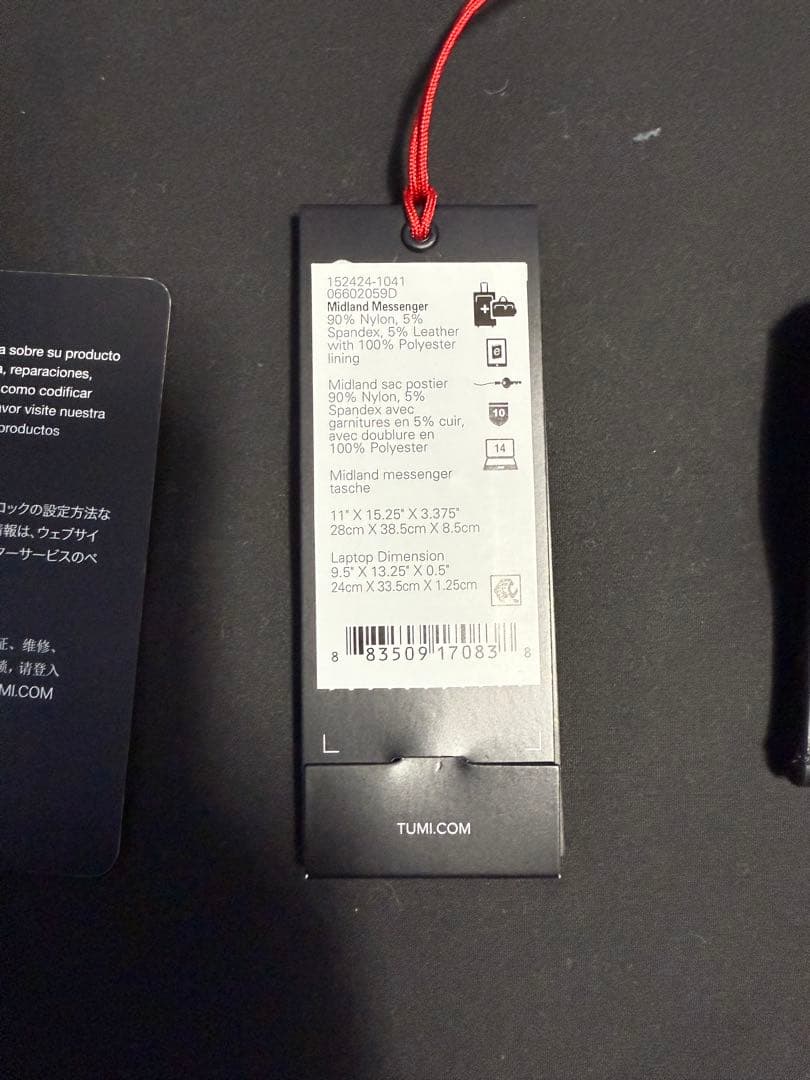 a sobre su producto
a, reparaciones,
como codificar
avor visite nuestra
productos
ロックの設定方法な
情報は、ウェブサイ
ターサービスのペ
证、维修、
锁，请登入
UMI.COM
152424-1041
06602059D
Midland Messenger
90% Nylon, 5%
Spandex, 5% Leather
with 100% Polyester
lining
Midland sac postier
90% Nylon, 5%
Spandex avec
garnitures en 5% cuir,
avec doublure en
100% Polyester
Midland messenger
tasche
11" X 15.25" X 3.375"
28cm X 38.5cm X 8.5cm
Laptop Dimension
9.5" X 13.25" X 0.5"
24cm X 33.5cm X 1.25cm
e
10
14
8 83509 17083 8
TUMI.COM